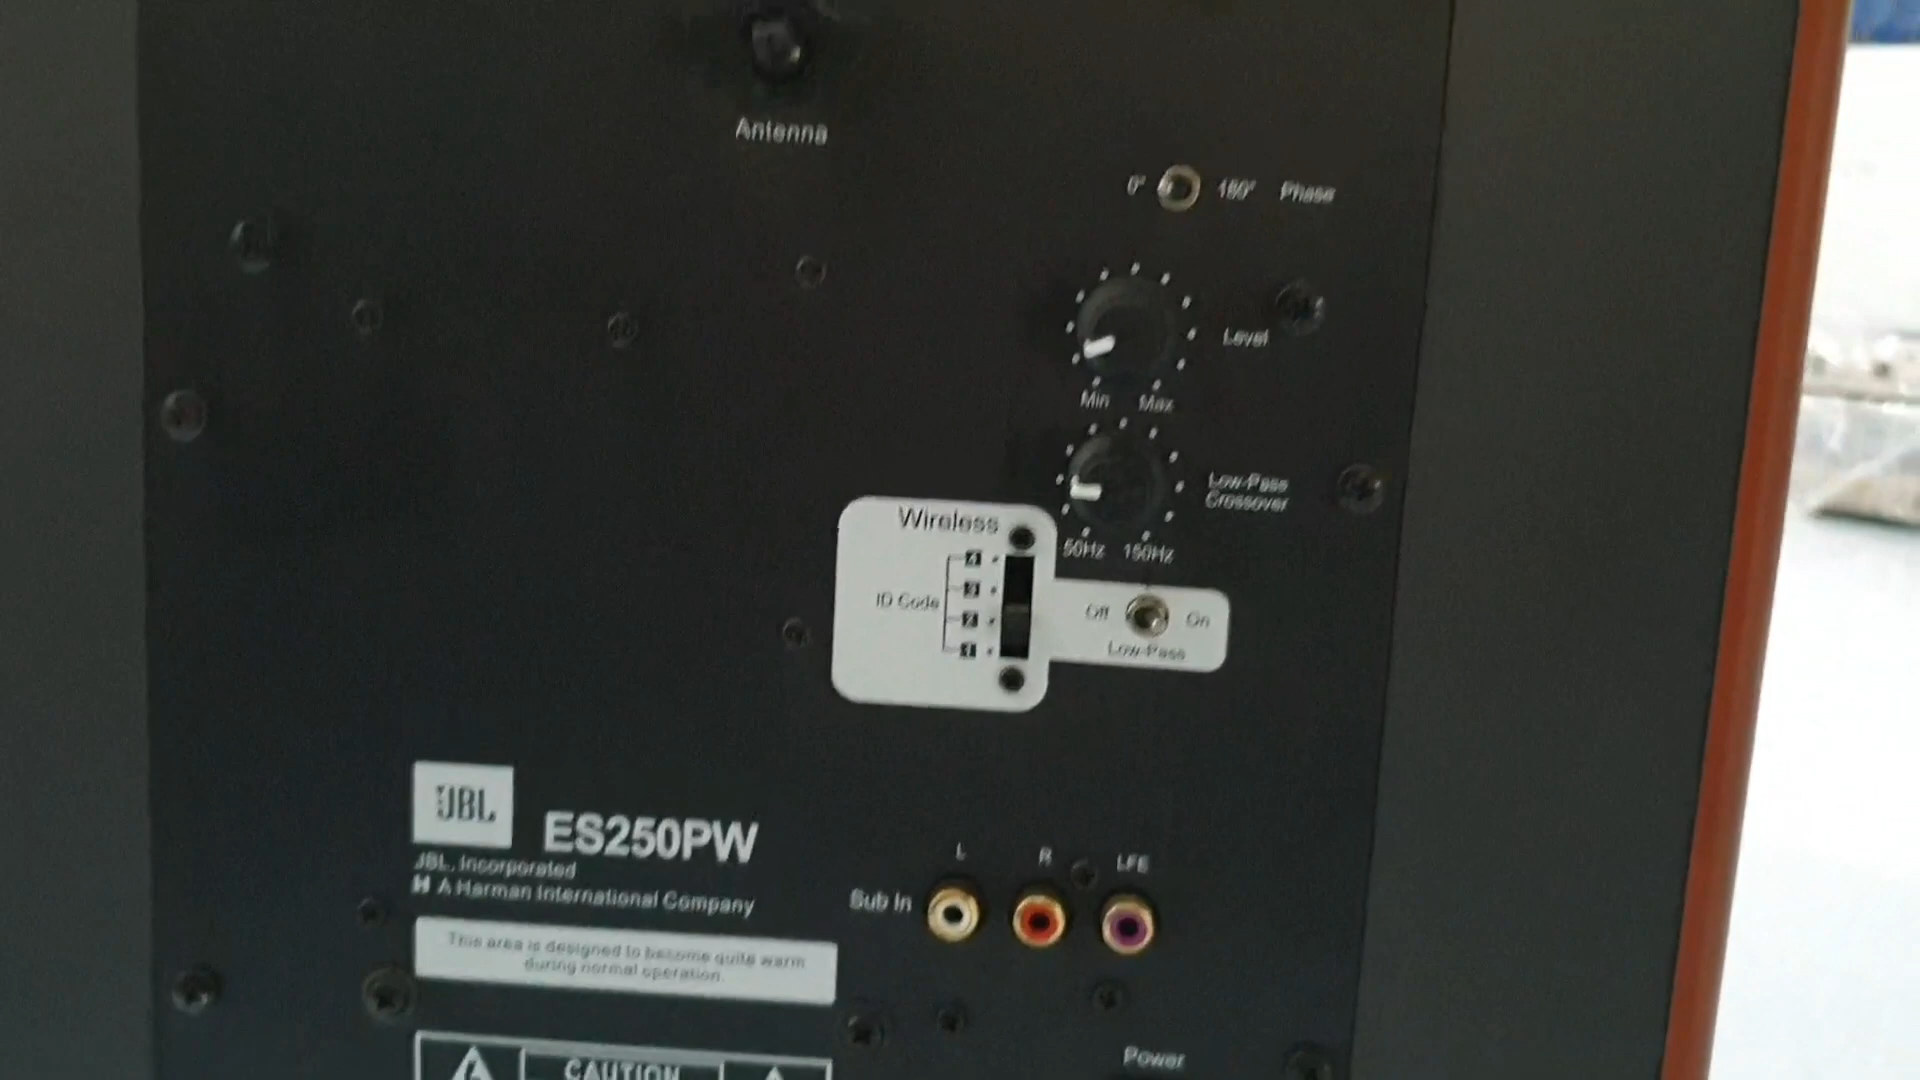 Antenna
0° 180° Phase
Level
Min Max
Low-Pass
Crossover
50Hz 150Hz
Wireless
4
3
ID Code
2
1
Off On
Low-Pass
JBL
ES250PW
JBL, Incorporated
H A Harman International Company
L R LFE
Sub In
This area is designed to become quite warm
during normal operation.
CAUTION
Power